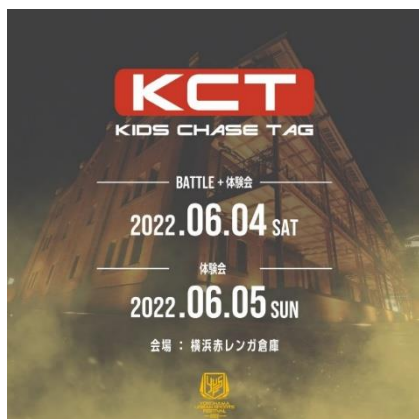 KCT
KIDS CHASE TAG
BATTLE + 体験会
2022.06.04 SAT
体験会
2022.06.05 SUN
会場 : 横浜赤レンガ倉庫